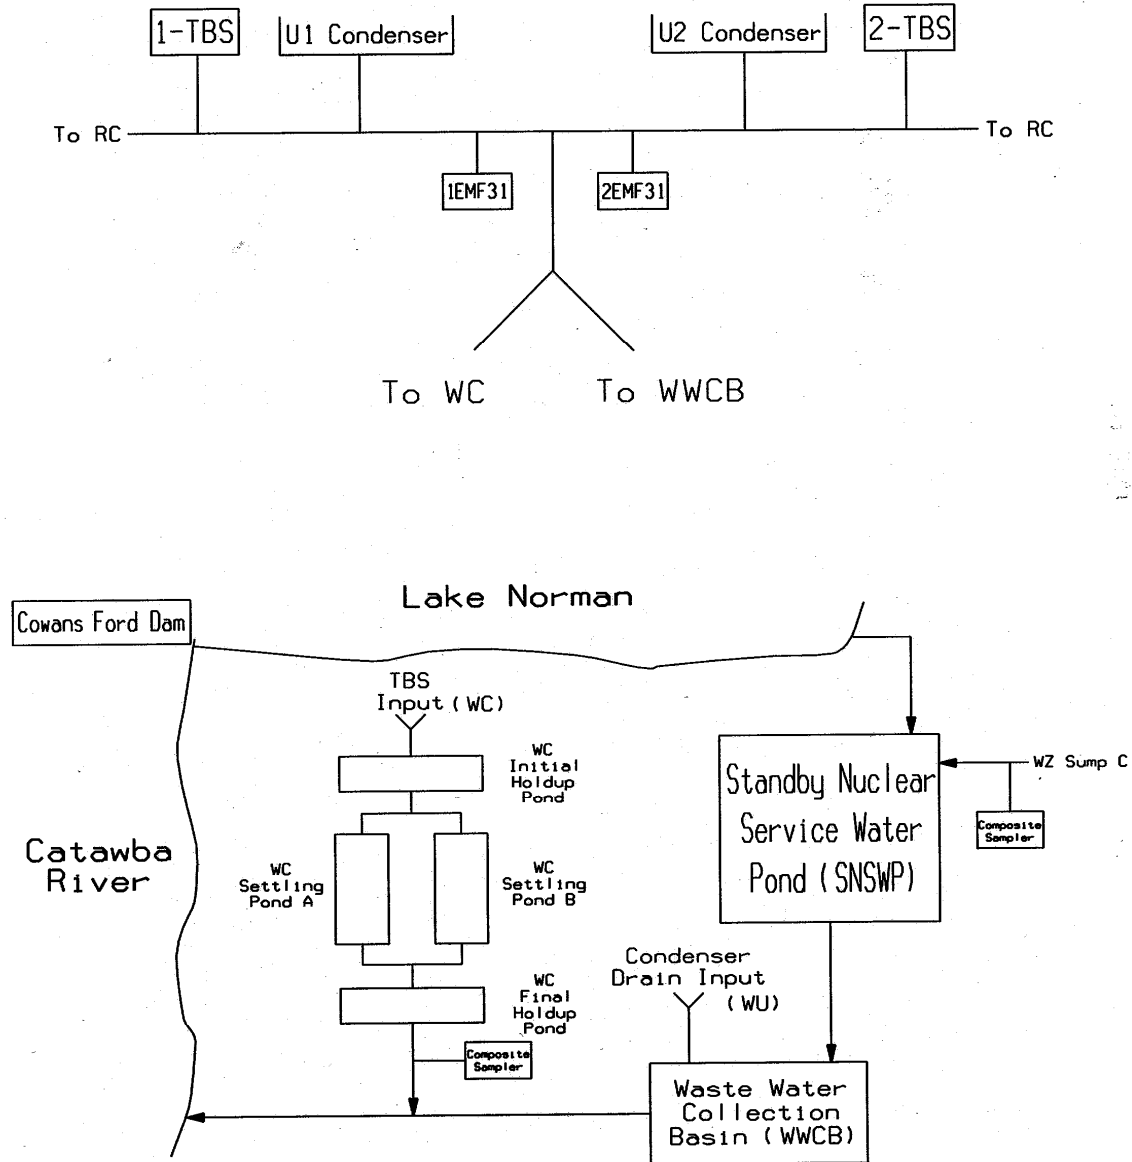 1-TBS
U1 Condenser
U2 Condenser
2-TBS
To RC
To RC
1EMF31
2EMF31
To WC
To WWCB
Lake Norman
Cowans Ford Dam
TBS
Input (WC)
WC
Initial
Holdup
Pond
Standby Nuclear
Service Water
Pond (SNSWP)
WZ Sump C
Composite
Sampler
Catawba
River
WC
Settling
Pond A
WC
Settling
Pond B
Condenser
Drain Input
(WU)
WC
Final
Holdup
Pond
Composite
Sampler
Waste Water
Collection
Basin (WWCB)